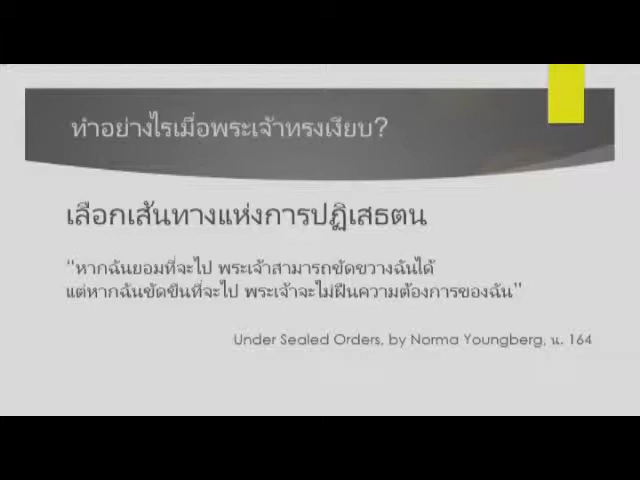 ทำอย่างไรเมื่อพระเจ้าทรงเงียบ?
เลือกเส้นทางแห่งการปฏิเสธตน
“หากฉันยอมที่จะไป พระเจ้าสามารถขัดขวางฉันได้
แต่หากฉันขัดขืนที่จะไป พระเจ้าจะไม่ฝืนความต้องการของฉัน”
Under Sealed Orders, by Norma Youngberg, น. 164